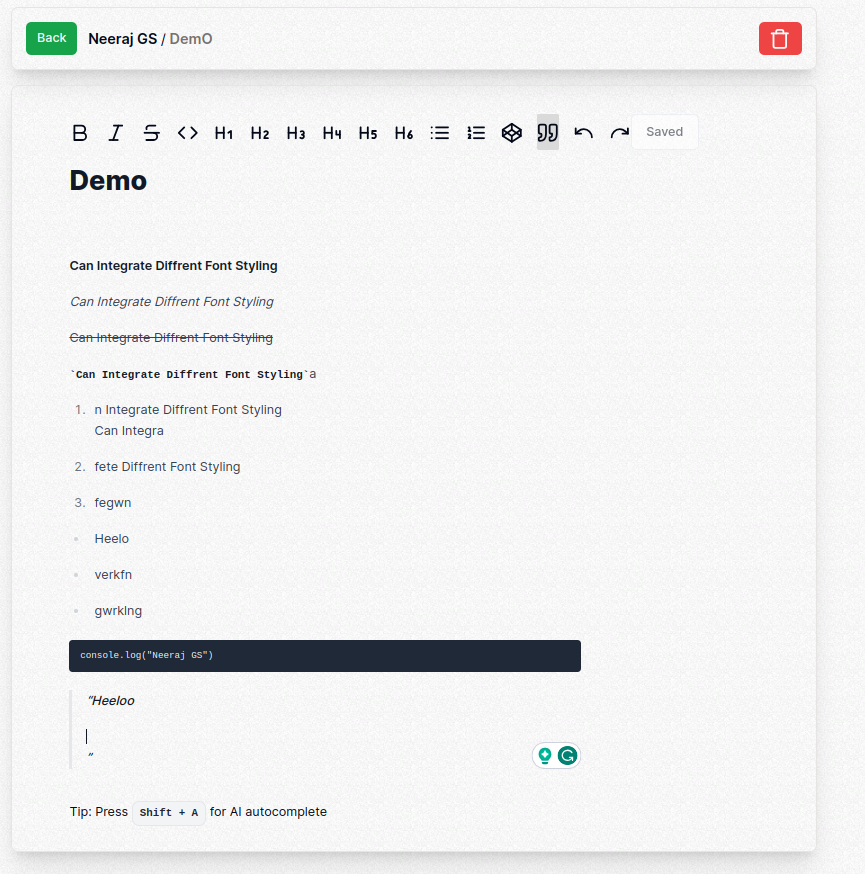 Back Neeraj GS / DemO
B I S <> H1 H2 H3 H4 H5 H6 Saved
Demo
Can Integrate Diffrent Font Styling
Can Integrate Diffrent Font Styling
Can Integrate Diffrent Font Styling
`Can Integrate Diffrent Font Styling`a
1. n Integrate Diffrent Font Styling
Can Integra
2. fete Diffrent Font Styling
3. fegwn
• Heelo
• verkfn
• gwrklng
console.log("Neeraj GS")
“Heeloo
”
Tip: Press Shift + A for AI autocomplete